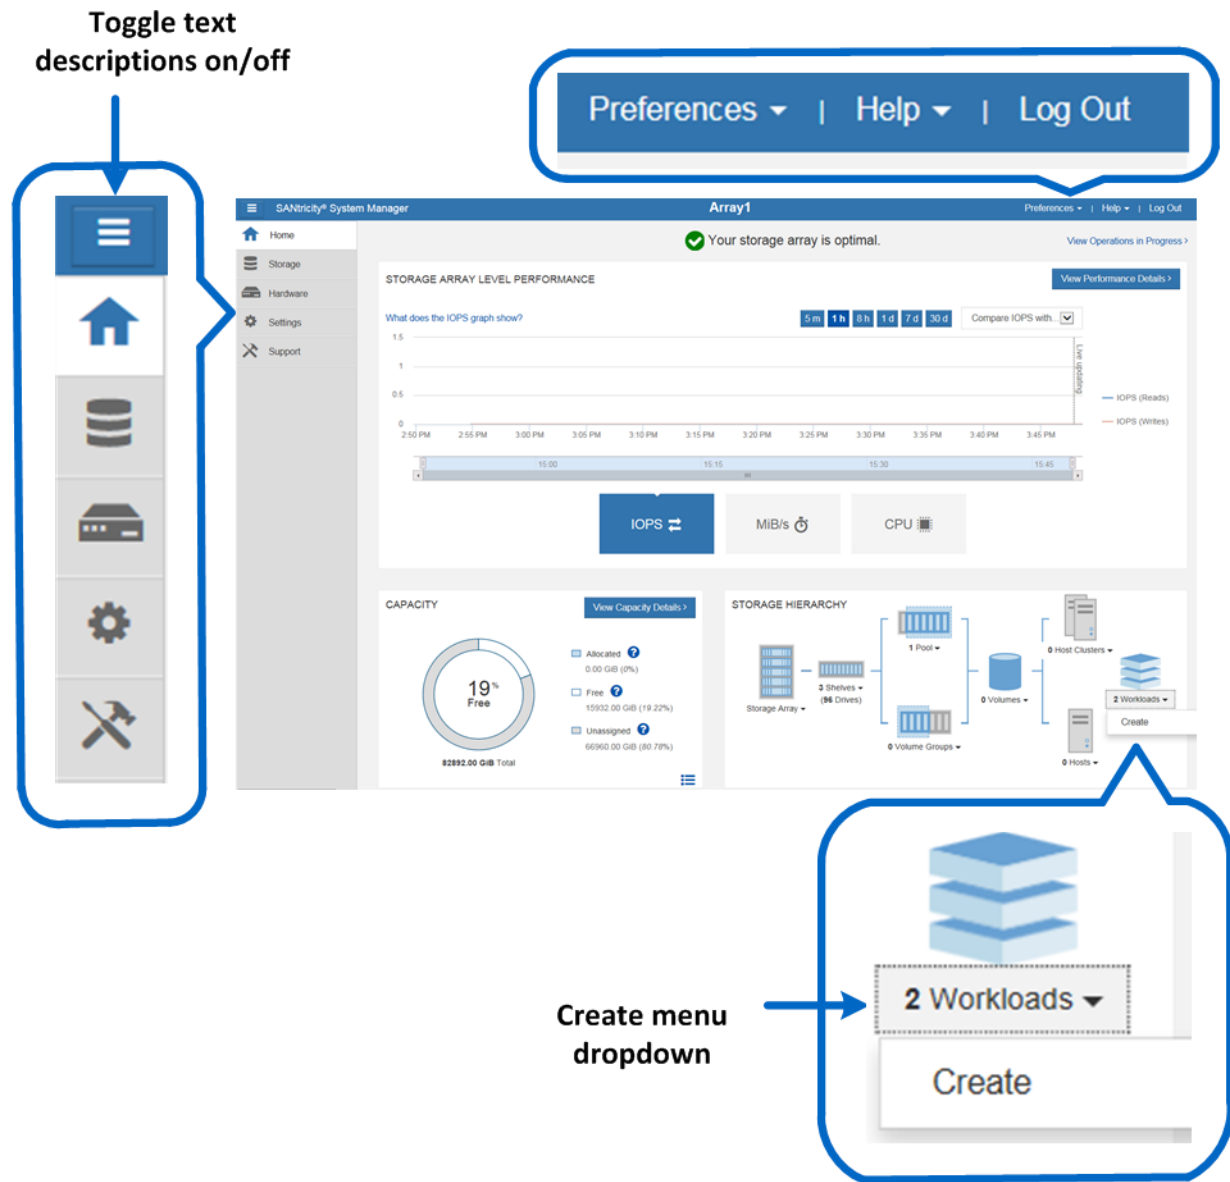 Toggle text
descriptions on/off
Preferences | Help | Log Out
SANtricity® System Manager
Array1
Preferences | Help | Log Out
Home
Storage
Hardware
Settings
Support
Your storage array is optimal.
View Operations in Progress >
STORAGE ARRAY LEVEL PERFORMANCE
View Performance Details >
What does the IOPS graph show?
5 m 1 h 8 h 1 d 7 d 30 d
Compare IOPS with...
1.5
1
0.5
0
Live updating
IOPS (Reads)
IOPS (Writes)
2:50 PM 2:55 PM 3:00 PM 3:05 PM 3:10 PM 3:15 PM 3:20 PM 3:25 PM 3:30 PM 3:35 PM 3:40 PM 3:45 PM
15:00 15:15 15:30 15:45
IOPS
MiB/s
CPU
CAPACITY
View Capacity Details >
19%
Free
82892.00 GiB Total
Allocated ?
0.00 GiB (0%)
Free ?
15932.00 GiB (19.22%)
Unassigned ?
66960.00 GiB (80.78%)
STORAGE HIERARCHY
Storage Array
3 Shelves
(96 Drives)
1 Pool
0 Volume Groups
0 Volumes
0 Host Clusters
0 Hosts
2 Workloads
Create
Create menu
dropdown
2 Workloads
Create